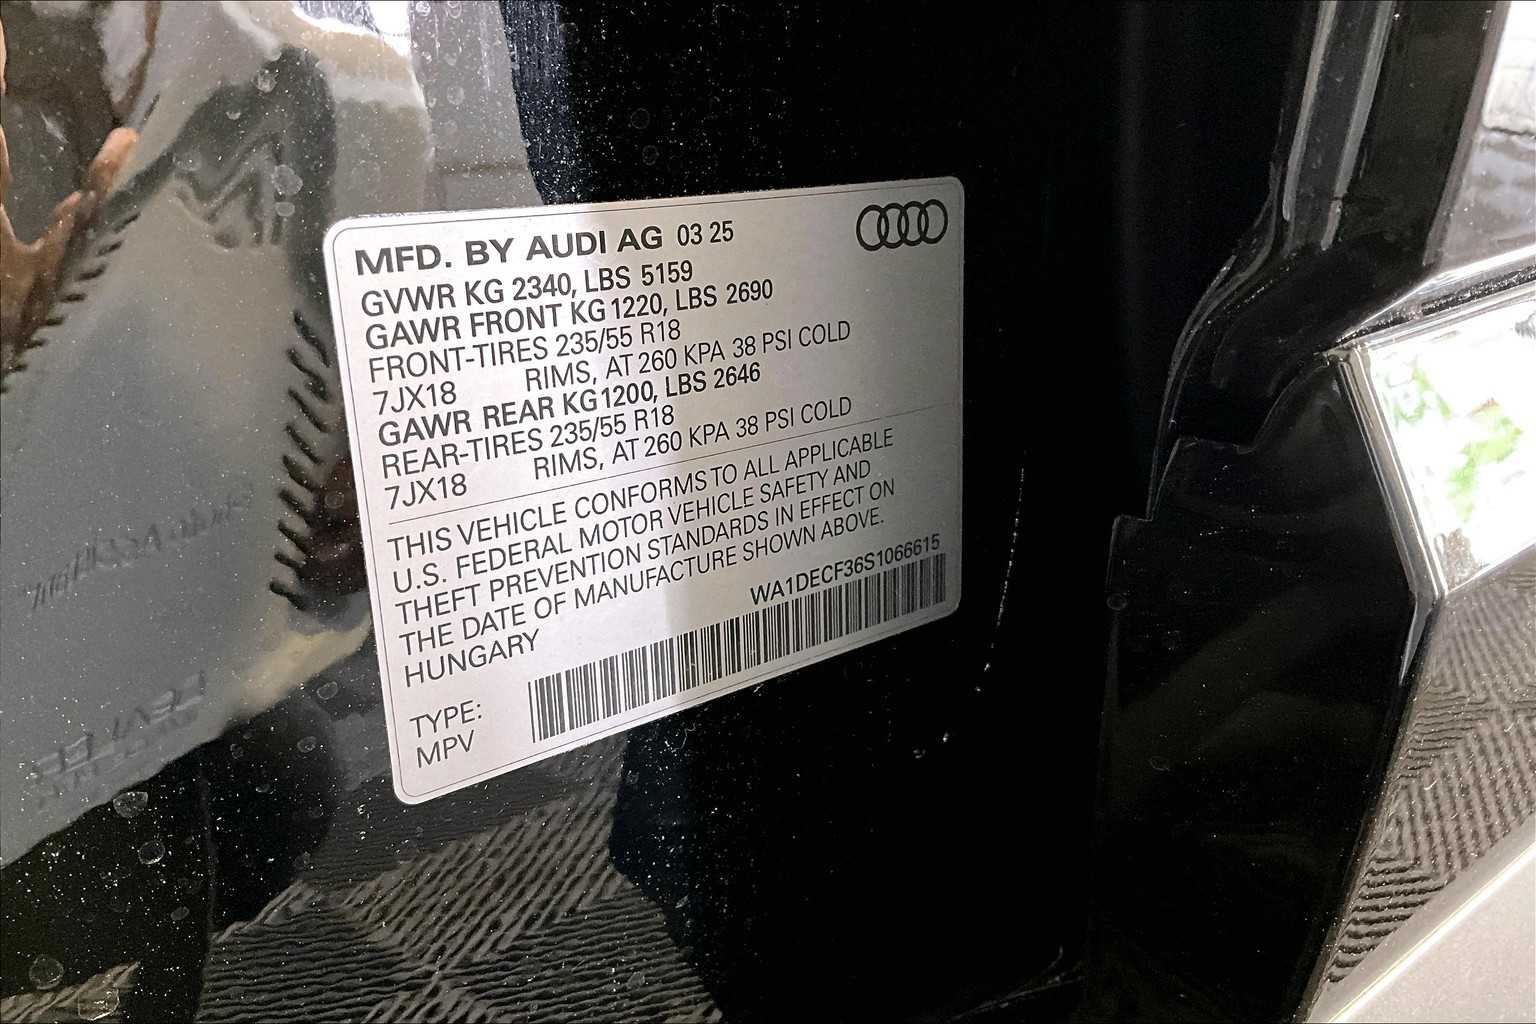 MFD. BY AUDI AG 03 25
GVWR KG 2340, LBS 5159
GAWR FRONT KG 1220, LBS 2690
FRONT-TIRES 235/55 R18
7JX18 RIMS, AT 260 KPA 38 PSI COLD
GAWR REAR KG 1200, LBS 2646
REAR-TIRES 235/55 R18
7JX18 RIMS, AT 260 KPA 38 PSI COLD
THIS VEHICLE CONFORMS TO ALL APPLICABLE
U.S. FEDERAL MOTOR VEHICLE SAFETY AND
THEFT PREVENTION STANDARDS IN EFFECT ON
THE DATE OF MANUFACTURE SHOWN ABOVE.
HUNGARY
WA1DECF36S1066615
TYPE:
MPV